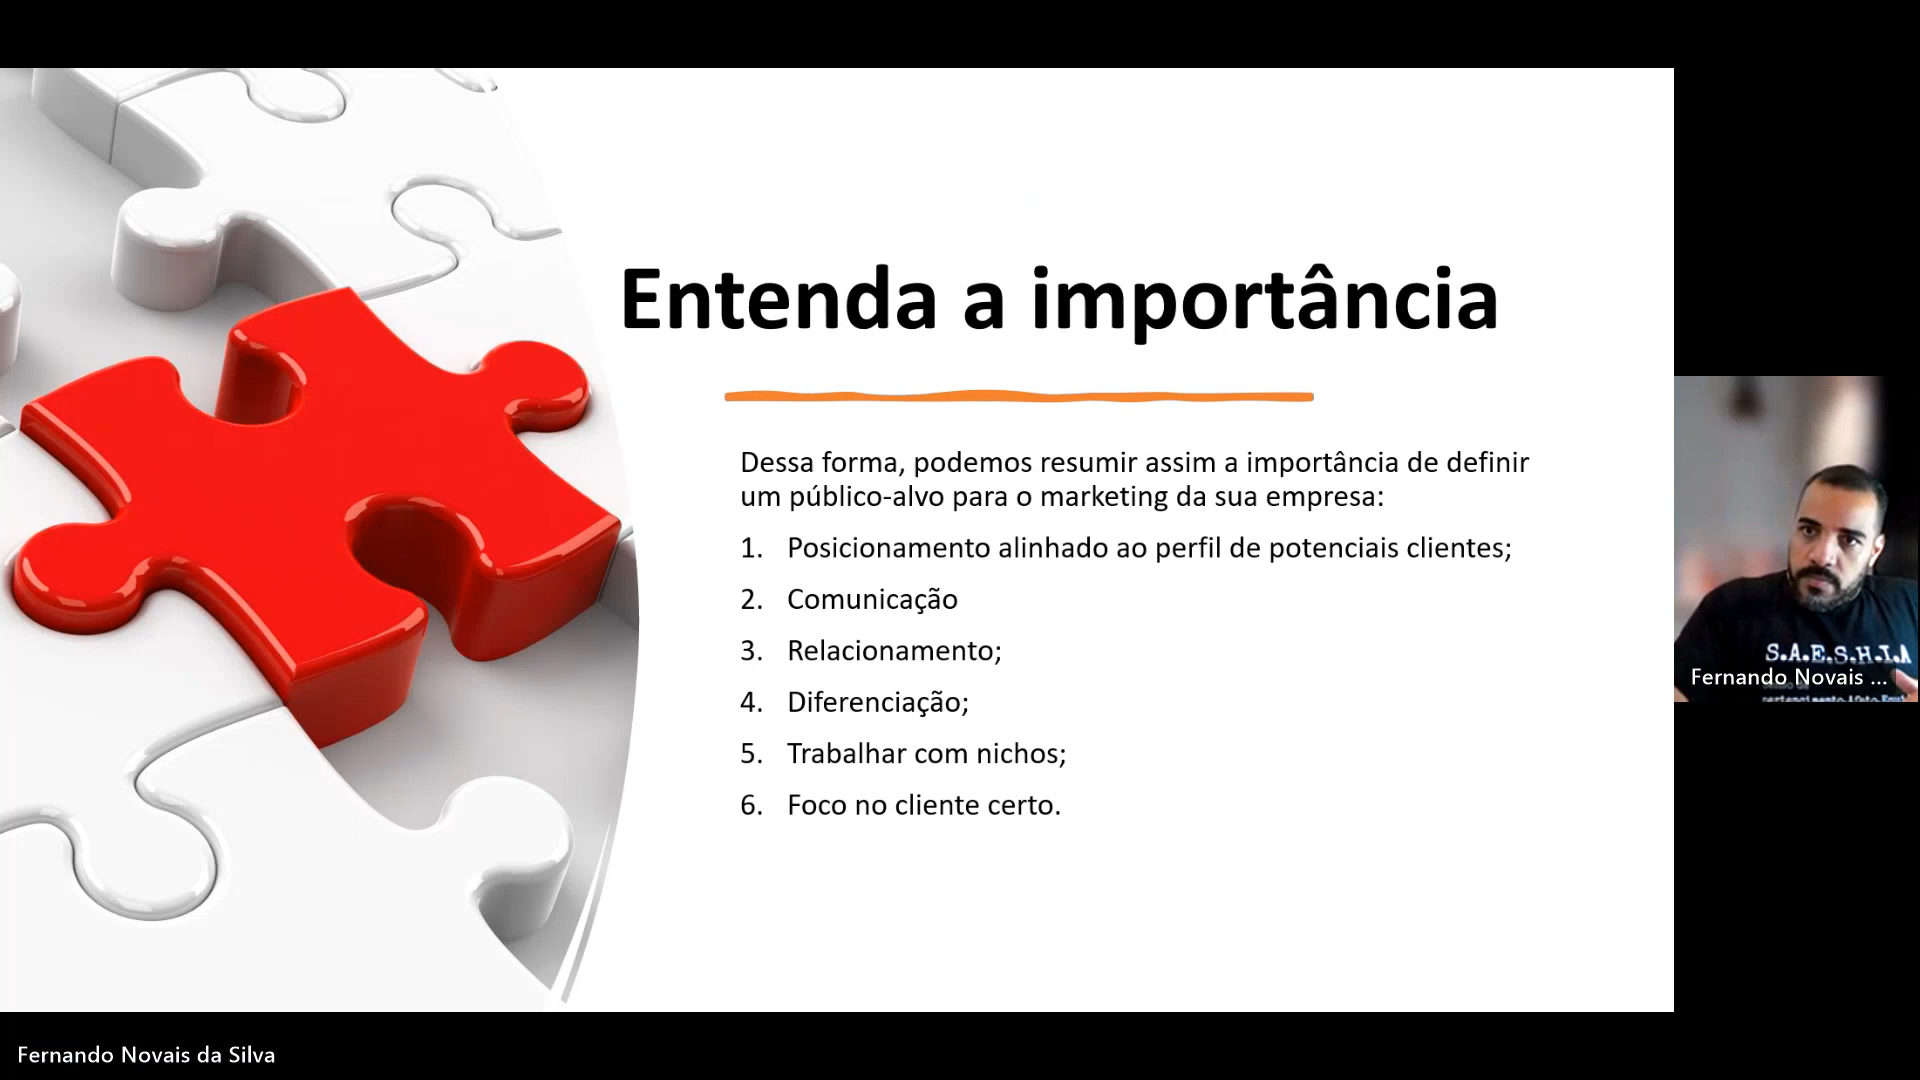 Entenda a importância
Dessa forma, podemos resumir assim a importância de definir
um público-alvo para o marketing da sua empresa:
1. Posicionamento alinhado ao perfil de potenciais clientes;
2. Comunicação
3. Relacionamento;
4. Diferenciação;
5. Trabalhar com nichos;
6. Foco no cliente certo.
S.A.E.S.H.I.A
Fernando Novais ...
Fernando Novais da Silva